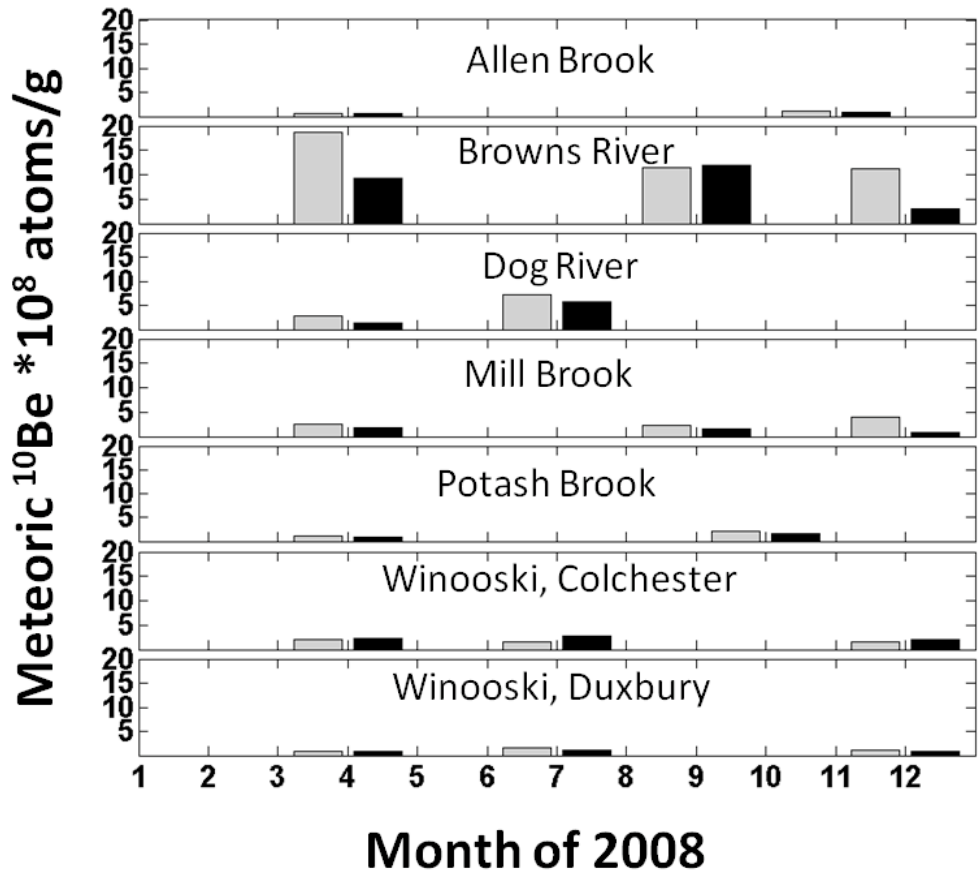 Meteoric ¹⁰Be *10⁸ atoms/g
20
15
10
5
Allen Brook
20
15
10
5
Browns River
20
15
10
5
Dog River
20
15
10
5
Mill Brook
20
15
10
5
Potash Brook
20
15
10
5
Winooski, Colchester
20
15
10
5
Winooski, Duxbury
1 2 3 4 5 6 7 8 9 10 11 12
Month of 2008